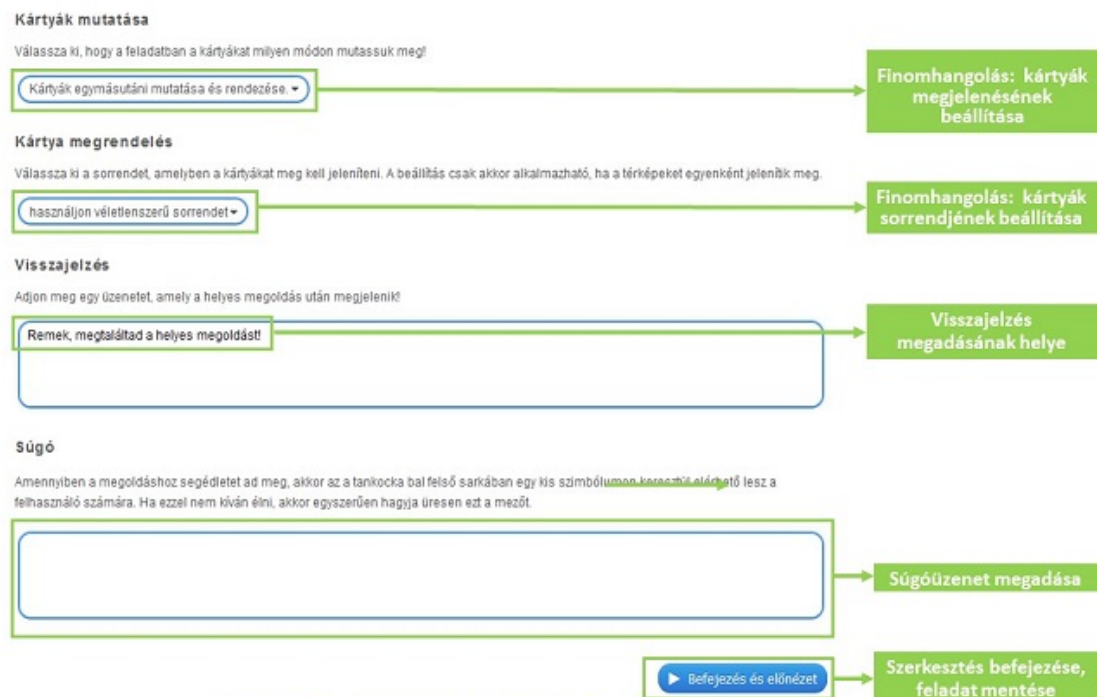 Kártyák mutatása
Válassza ki, hogy a feladatban a kártyákat milyen módon mutassuk meg!
Kártyák egymásutáni mutatása és rendezése.
Finomhangolás: kártyák
megjelenésének
beállítása
Kártya megrendelés
Válassza ki a sorrendet, amelyben a kártyákat meg kell jeleníteni. A beállítás csak akkor alkalmazható, ha a térképeket egyenként jelenítik meg.
használjon véletlenszerű sorrendet
Finomhangolás: kártyák
sorrendjének beállítása
Visszajelzés
Adjon meg egy üzenetet, amely a helyes megoldás után megjelenik!
Remek, megtaláltad a helyes megoldást!
Visszajelzés
megadásának helye
Súgó
Amennyiben a megoldáshoz segédletet ad meg, akkor az a tankocka bal felső sarkában egy kis szimbólumon keresztül elérhető lesz a
felhasználó számára. Ha ezzel nem kíván élni, akkor egyszerűen hagyja üresen ezt a mezőt.
Súgóüzenet megadása
Befejezés és előnézet
Szerkesztés befejezése,
feladat mentése